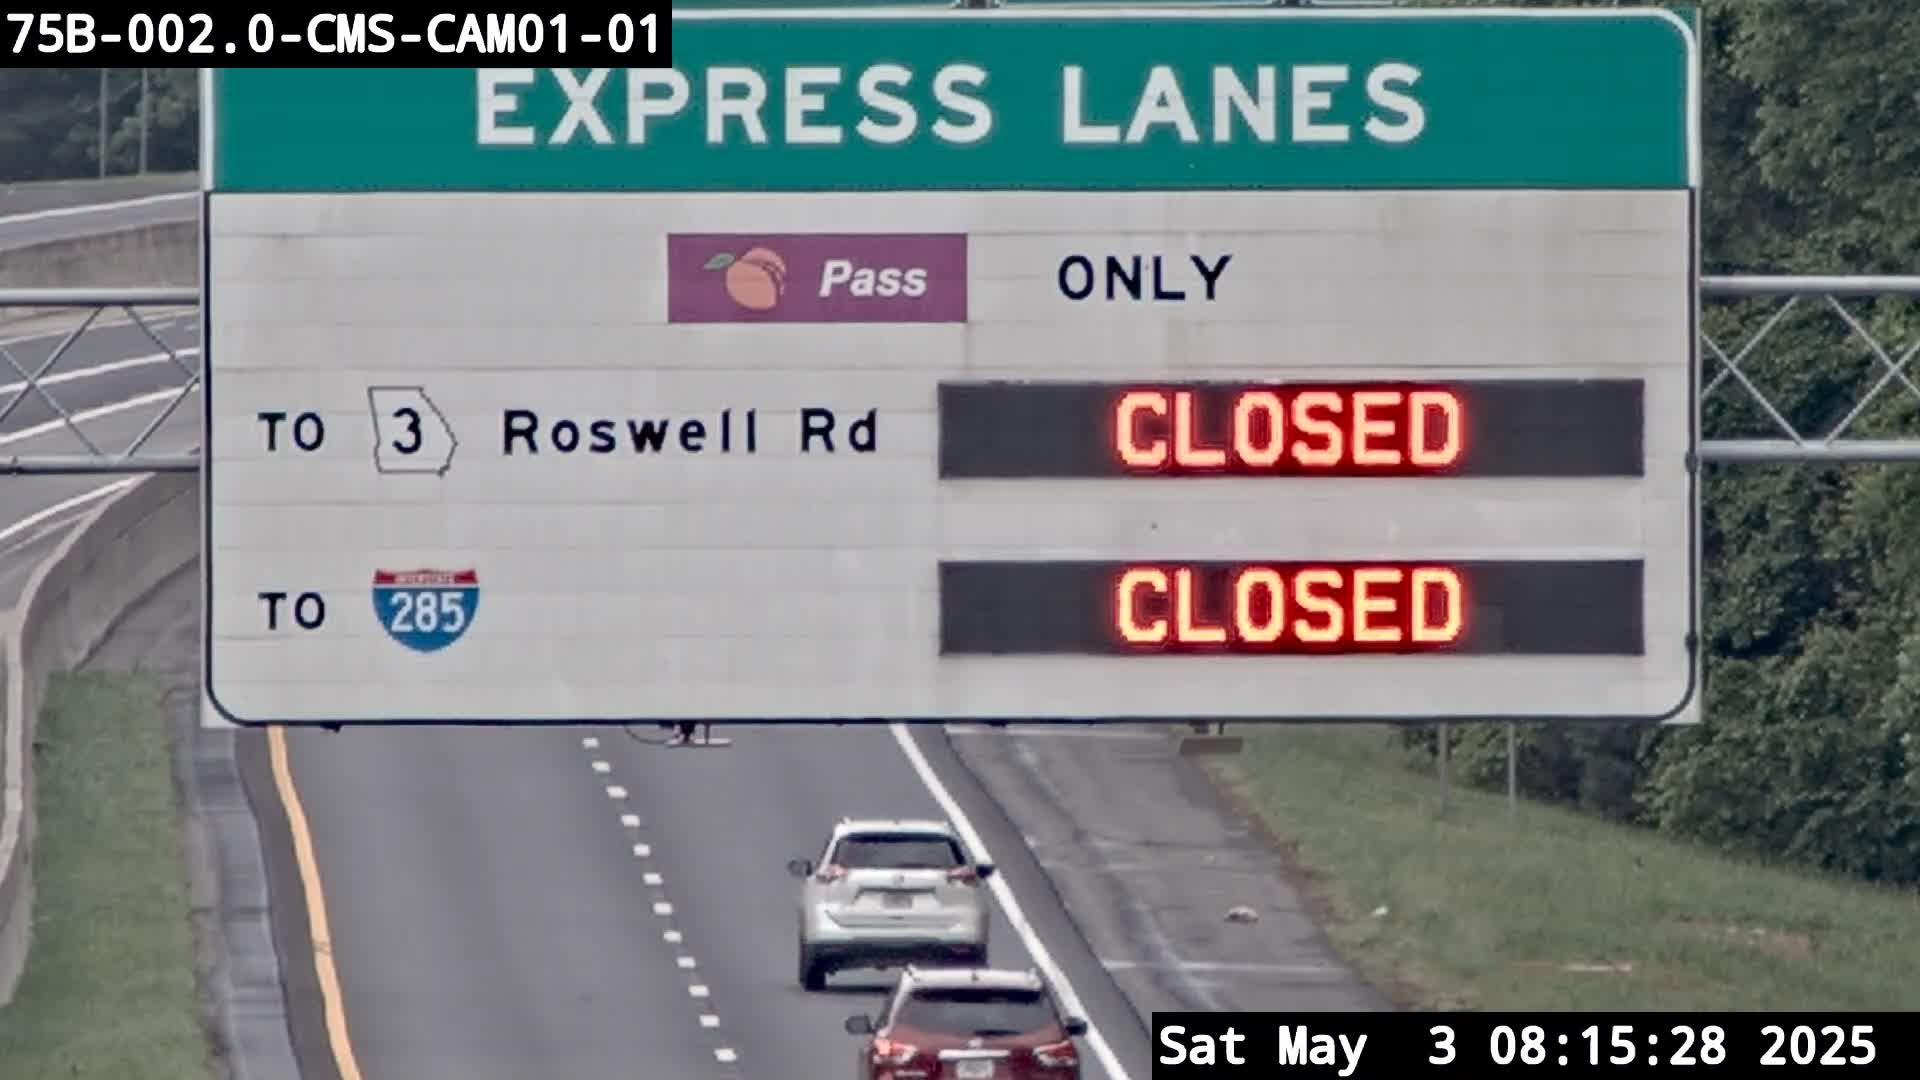 75B-002.0-CMS-CAM01-01
EXPRESS LANES
Pass ONLY
TO 3 Roswell Rd CLOSED
TO 285 CLOSED
Sat May 3 08:15:28 2025